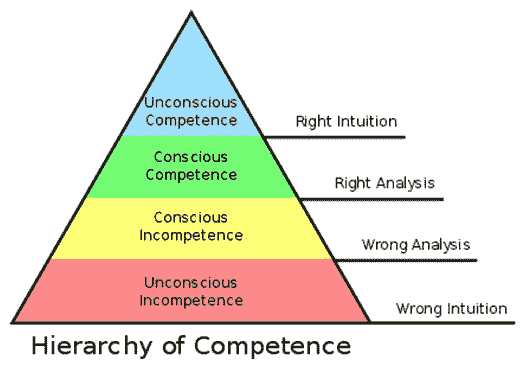 Unconscious
Competence
Right Intuition
Conscious
Competence
Right Analysis
Conscious
Incompetence
Wrong Analysis
Unconscious
Incompetence
Wrong Intuition
Hierarchy of Competence